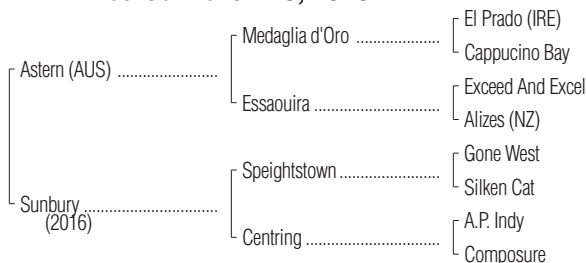 El Prado (IRE)
Medaglia d'Oro
Cappucino Bay
Astern (AUS)
Exceed And Excel
Essaouira
Alizes (NZ)
Gone West
Speightstown
Silken Cat
Sunbury
(2016)
A.P. Indy
Centring
Composure